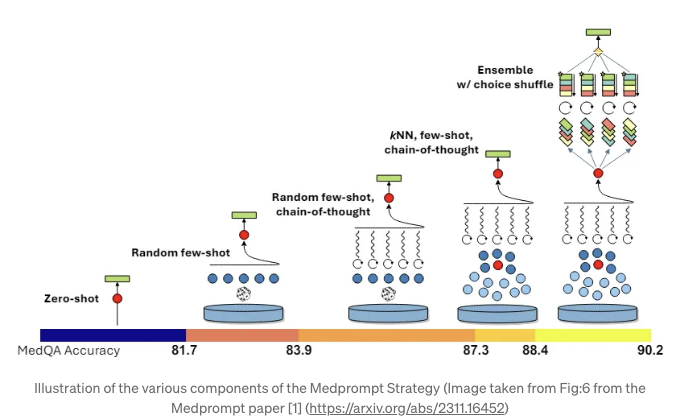 Ensemble
w/ choice shuffle
kNN, few-shot,
chain-of-thought
Random few-shot,
chain-of-thought
Random few-shot
Zero-shot
MedQA Accuracy 81.7 83.9 87.3 88.4 90.2
Illustration of the various components of the Medprompt Strategy (Image taken from Fig:6 from the
Medprompt paper [1] (https://arxiv.org/abs/2311.16452)